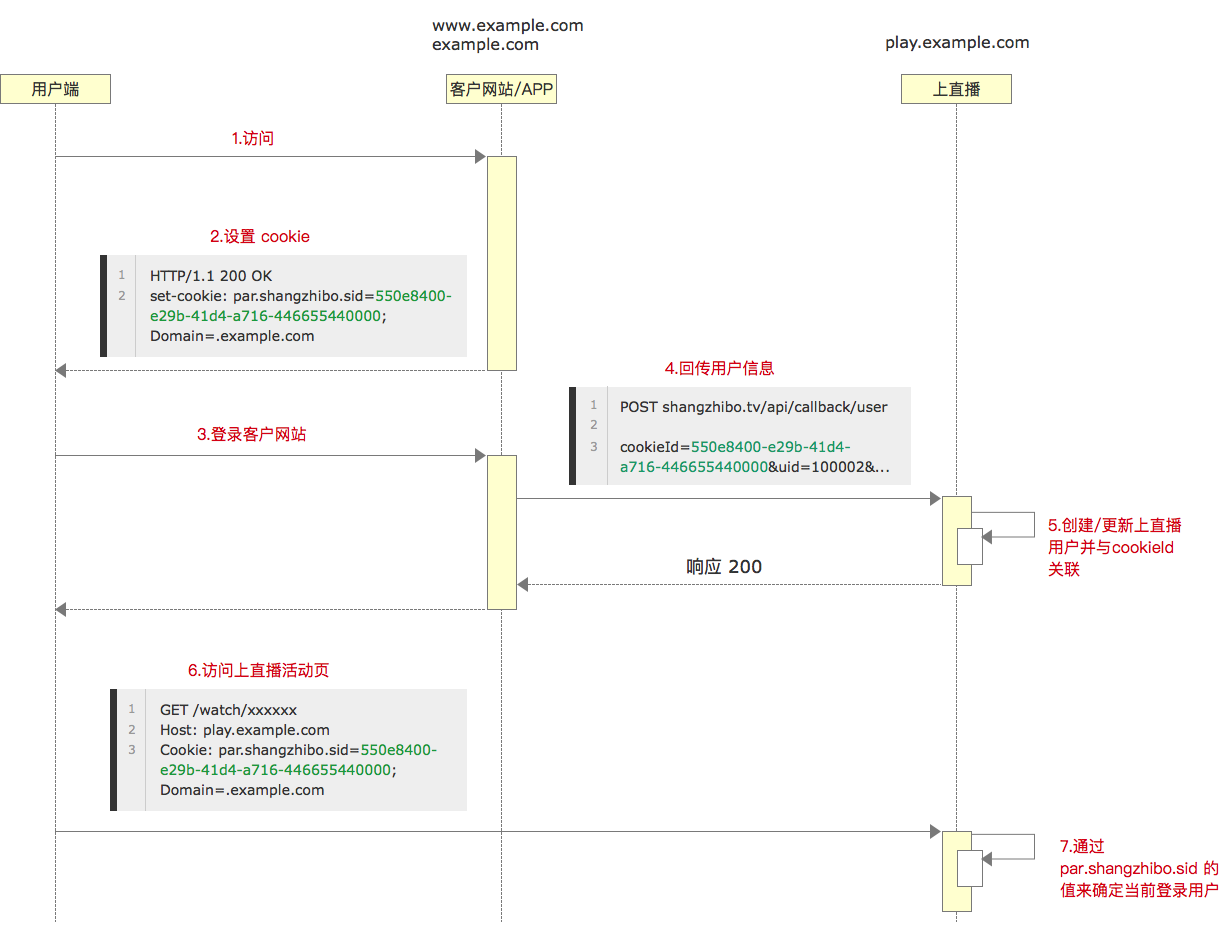 www.example.com
example.com
play.example.com
用户端
客户网站/APP
上直播
1.访问
2.设置 cookie
1
HTTP/1.1 200 OK
2
set-cookie: par.shangzhibo.sid=550e8400-
e29b-41d4-a716-446655440000;
Domain=.example.com
4.回传用户信息
1
POST shangzhibo.tv/api/callback/user
2
3
cookieId=550e8400-e29b-41d4-
a716-446655440000&uid=100002&...
3.登录客户网站
5.创建/更新上直播
用户并与cookieId
关联
响应 200
6.访问上直播活动页
1
GET /watch/xxxxxx
2
Host: play.example.com
3
Cookie: par.shangzhibo.sid=550e8400-
e29b-41d4-a716-446655440000;
Domain=.example.com
7.通过
par.shangzhibo.sid 的
值来确定当前登录用户